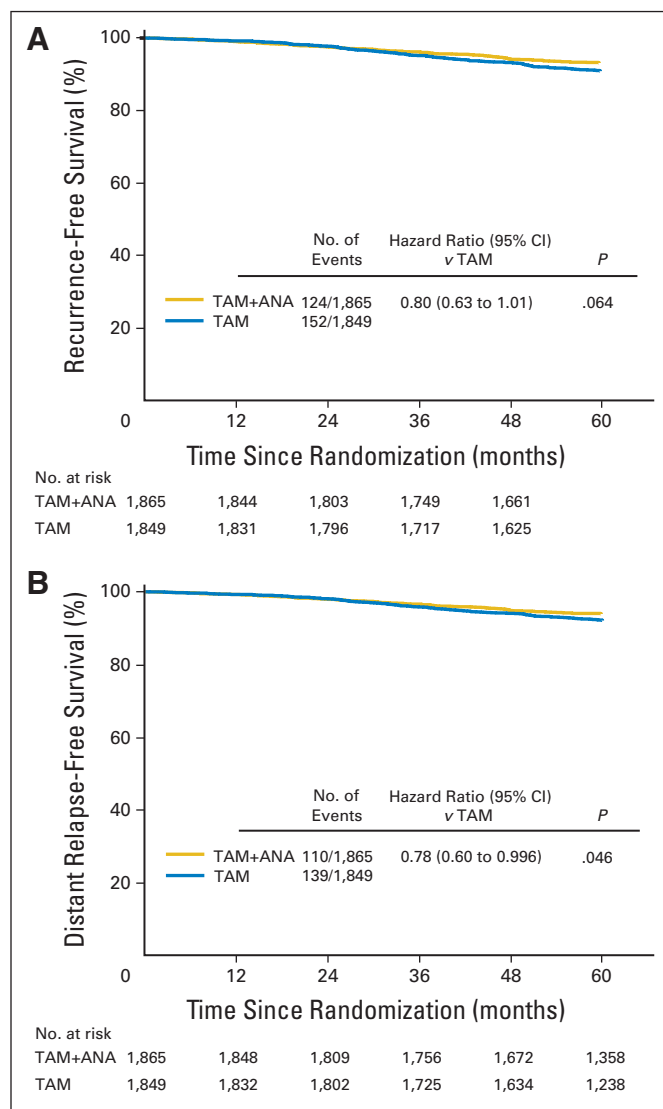 A
Recurrence-Free Survival (%)
100
80
60
40
20
0
No. of Events Hazard Ratio (95% CI) v TAM P
TAM+ANA 124/1,865 0.80 (0.63 to 1.01) .064
TAM 152/1,849
12 24 36 48 60
Time Since Randomization (months)
No. at risk
TAM+ANA 1,865 1,844 1,803 1,749 1,661
TAM 1,849 1,831 1,796 1,717 1,625
B
Distant Relapse-Free Survival (%)
100
80
60
40
20
0
No. of Events Hazard Ratio (95% CI) v TAM P
TAM+ANA 110/1,865 0.78 (0.60 to 0.996) .046
TAM 139/1,849
12 24 36 48 60
Time Since Randomization (months)
No. at risk
TAM+ANA 1,865 1,848 1,809 1,756 1,672 1,358
TAM 1,849 1,832 1,802 1,725 1,634 1,238